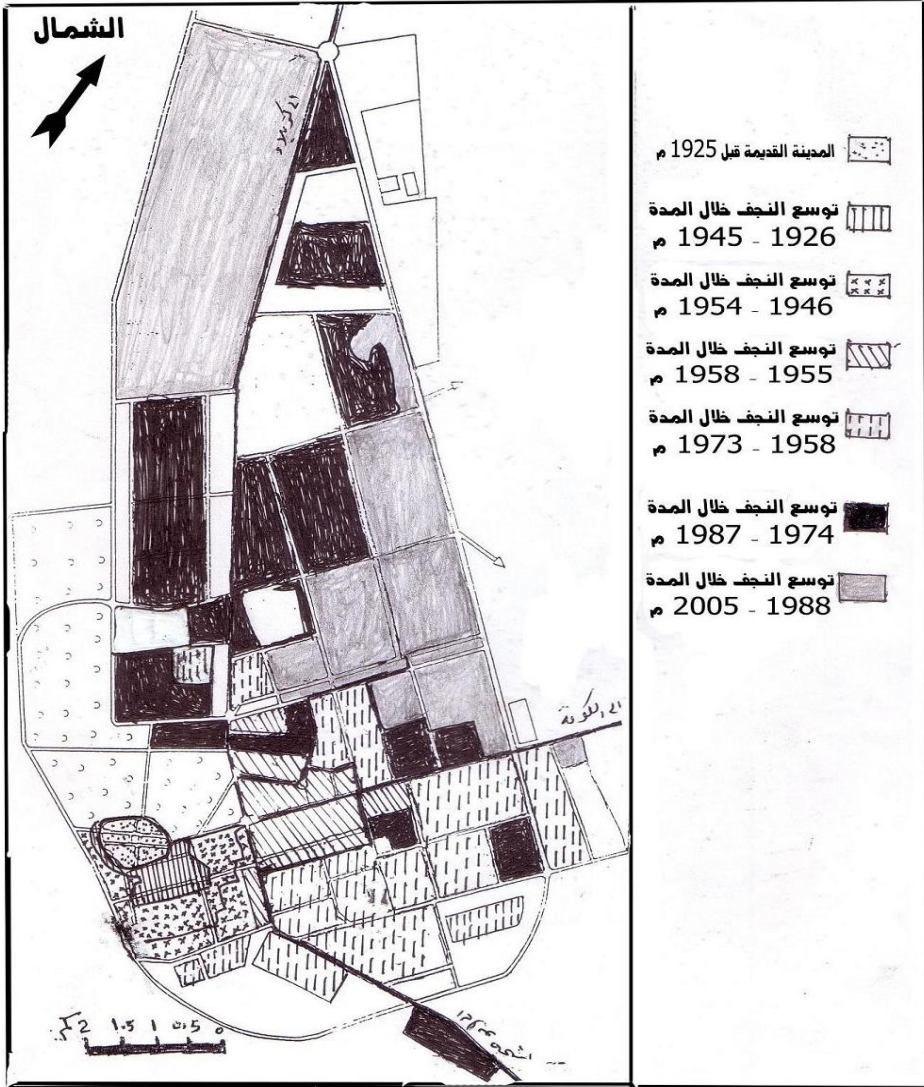 الشمال
المدينة القديمة قبل 1925 م
توسع النجف خلال المدة
1926 - 1945 م
توسع النجف خلال المدة
1946 - 1954 م
توسع النجف خلال المدة
1955 - 1958 م
توسع النجف خلال المدة
1958 - 1973 م
توسع النجف خلال المدة
1974 - 1987 م
توسع النجف خلال المدة
1988 - 2005 م
الى كربلاء
الى الكوفة
2 1.5 1 0.5 0